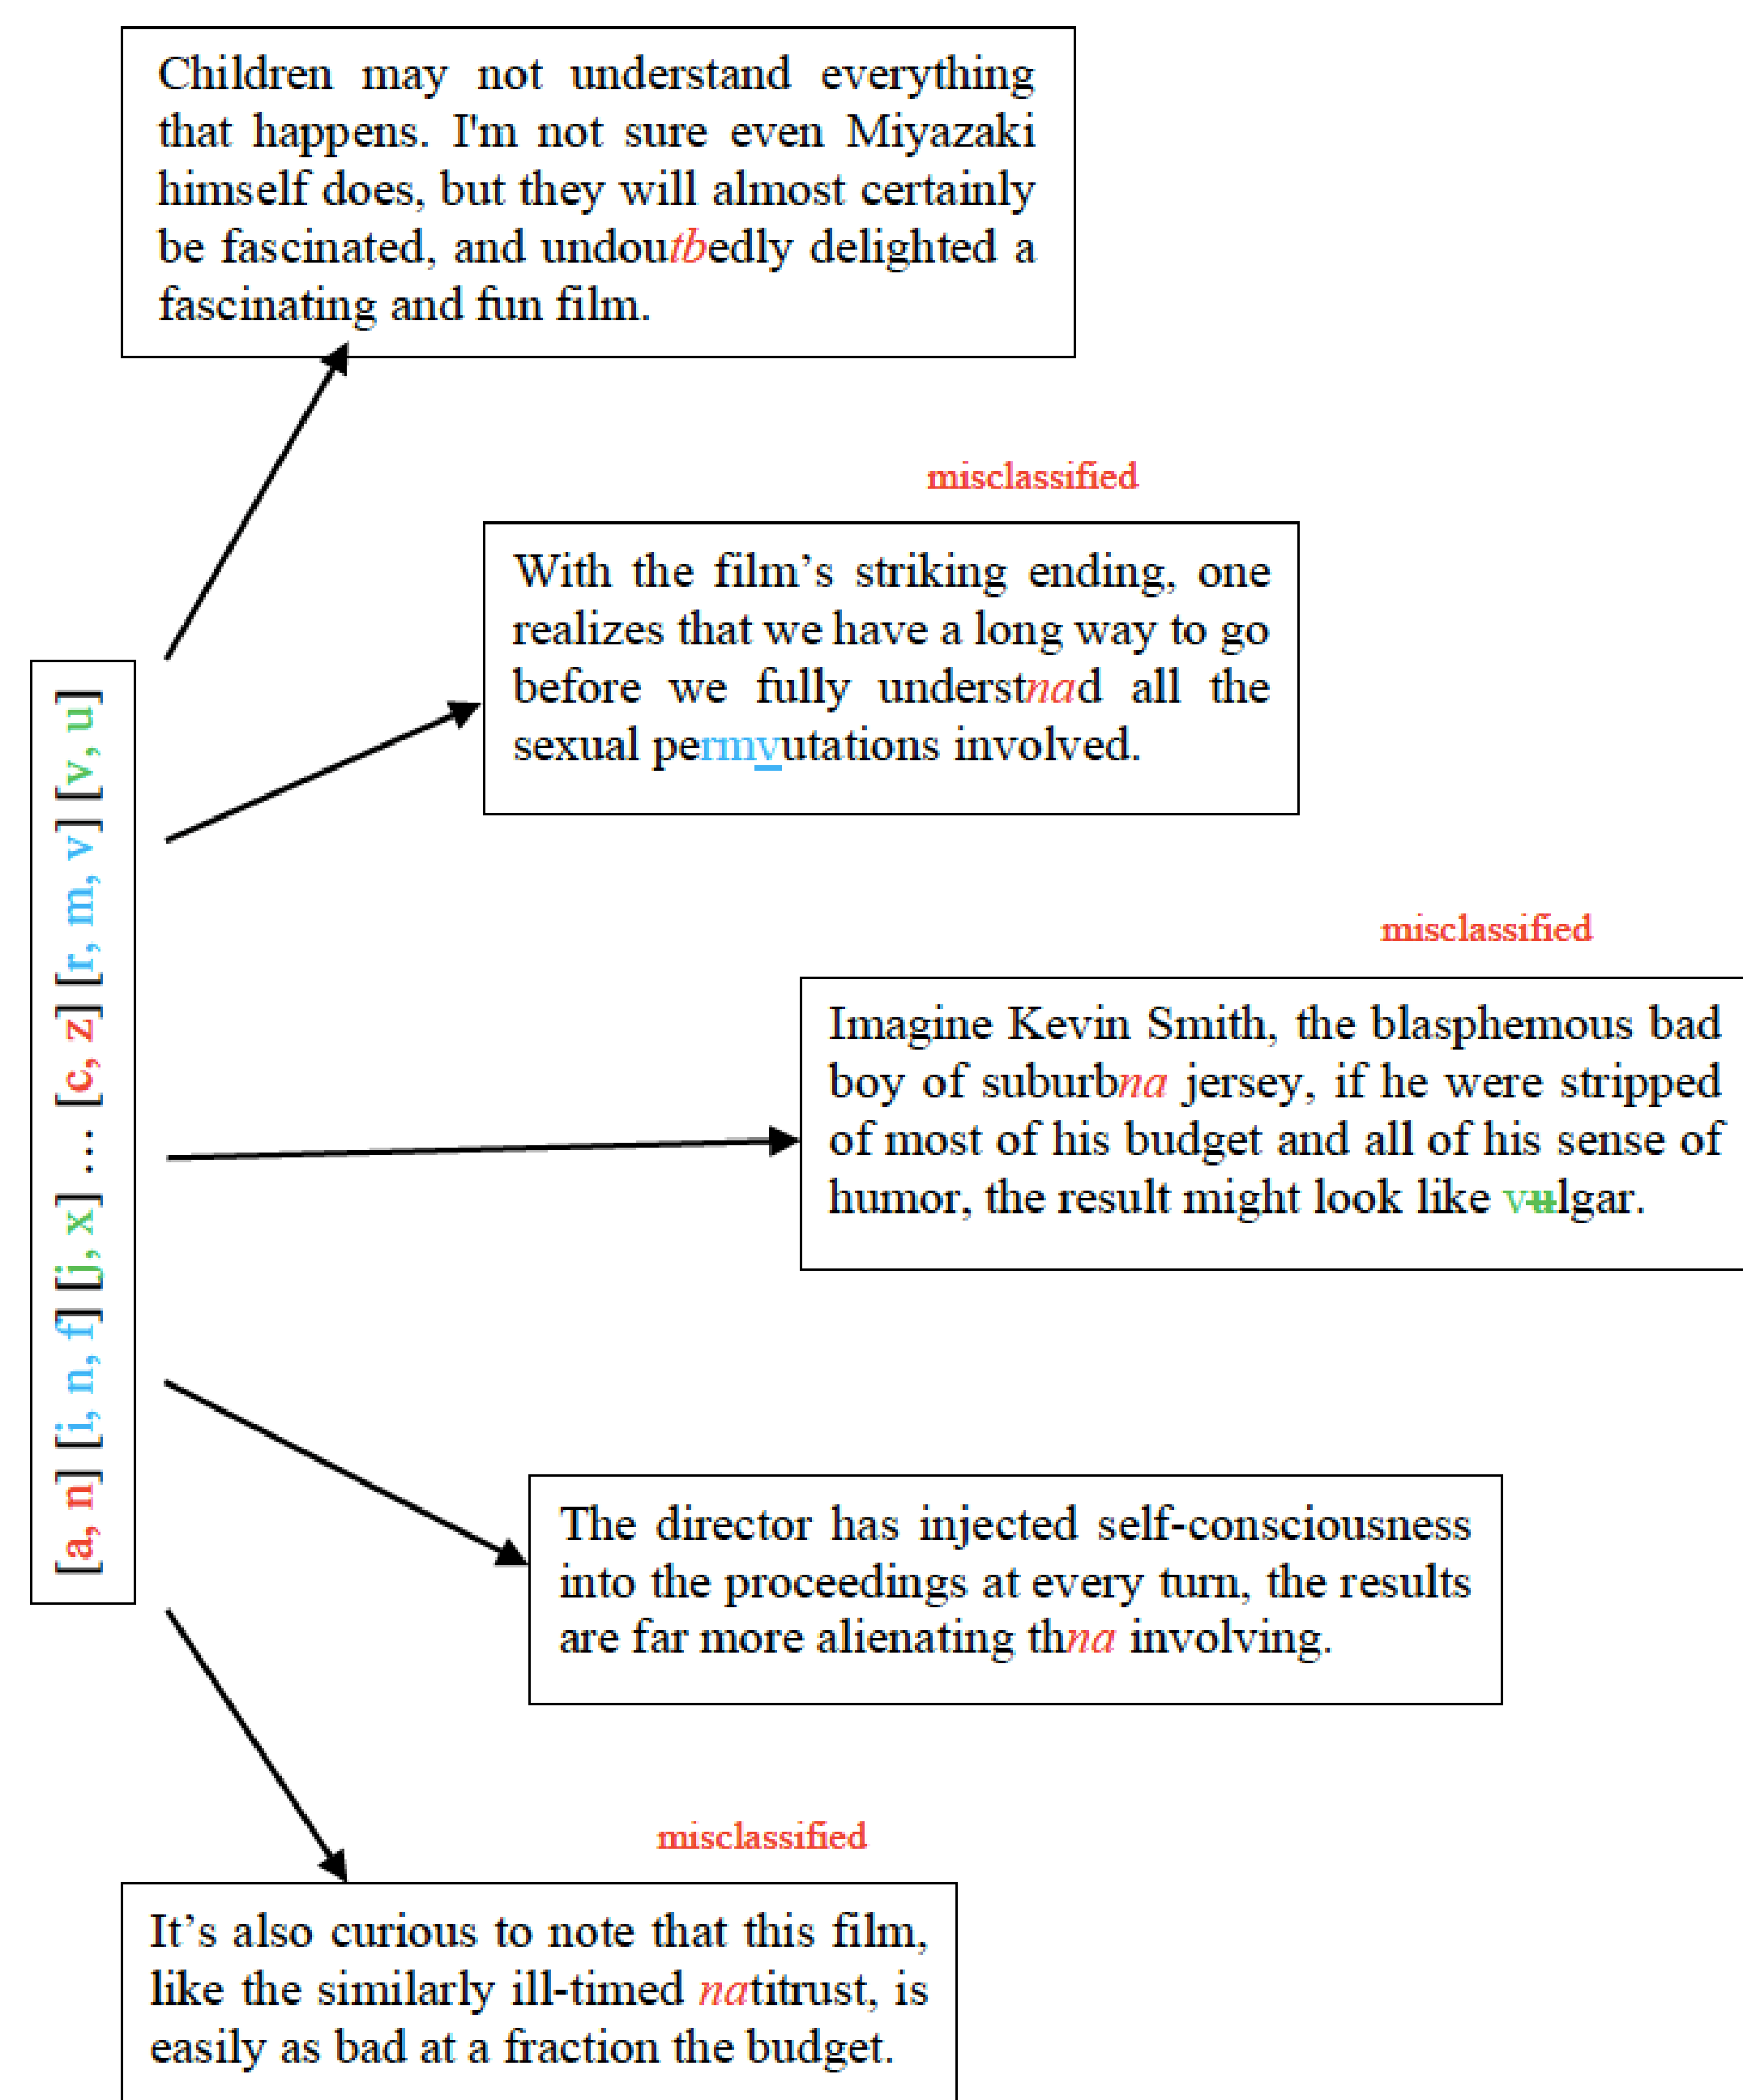 Children may not understand everything
that happens. I'm not sure even Miyazaki
himself does, but they will almost certainly
be fascinated, and undoutbedly delighted a
fascinating and fun film.
misclassified
With the film’s striking ending, one
realizes that we have a long way to go
before we fully understnad all the
sexual permvutations involved.
[a, n] [i, n, f] [j, x] ... [c, z] [r, m, v] [v, u]
misclassified
Imagine Kevin Smith, the blasphemous bad
boy of suburbna jersey, if he were stripped
of most of his budget and all of his sense of
humor, the result might look like vulgar.
The director has injected self-consciousness
into the proceedings at every turn, the results
are far more alienating thna involving.
misclassified
It’s also curious to note that this film,
like the similarly ill-timed natitrust, is
easily as bad at a fraction the budget.